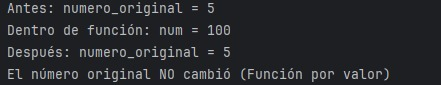 Antes: numero_original = 5
Dentro de función: num = 100
Después: numero_original = 5
El número original NO cambió (Función por valor)